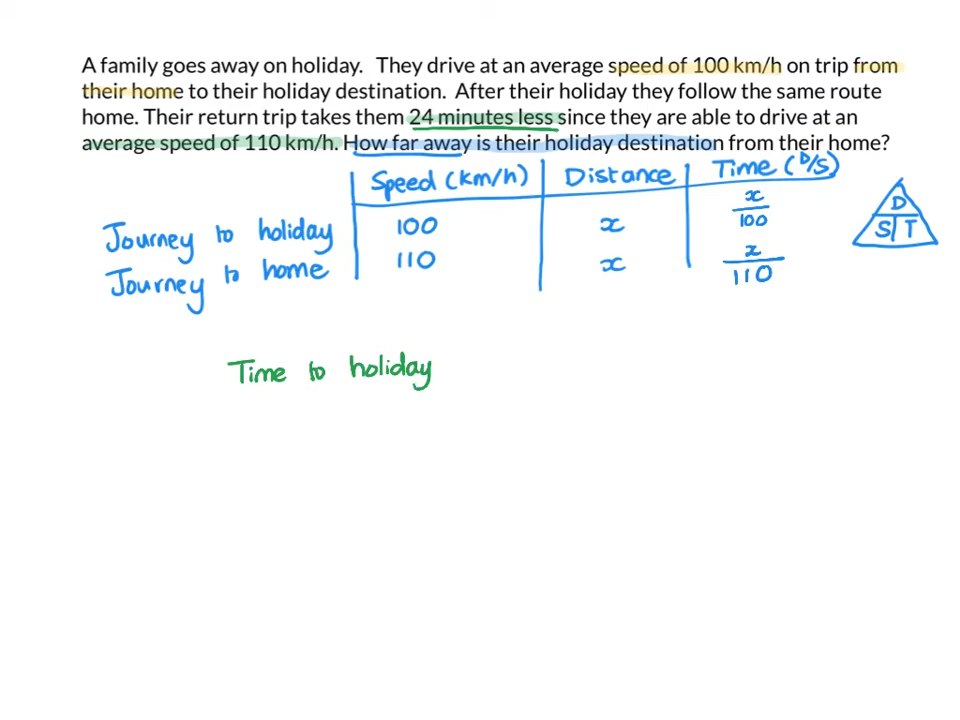 A family goes away on holiday. They drive at an average speed of 100 km/h on trip from
their home to their holiday destination. After their holiday they follow the same route
home. Their return trip takes them 24 minutes less since they are able to drive at an
average speed of 110 km/h. How far away is their holiday destination from their home?
Speed (km/h) Distance Time (D/S)
Journey to holiday 100 x x/100
Journey to home 110 x x/110
D
S T
Time to holiday